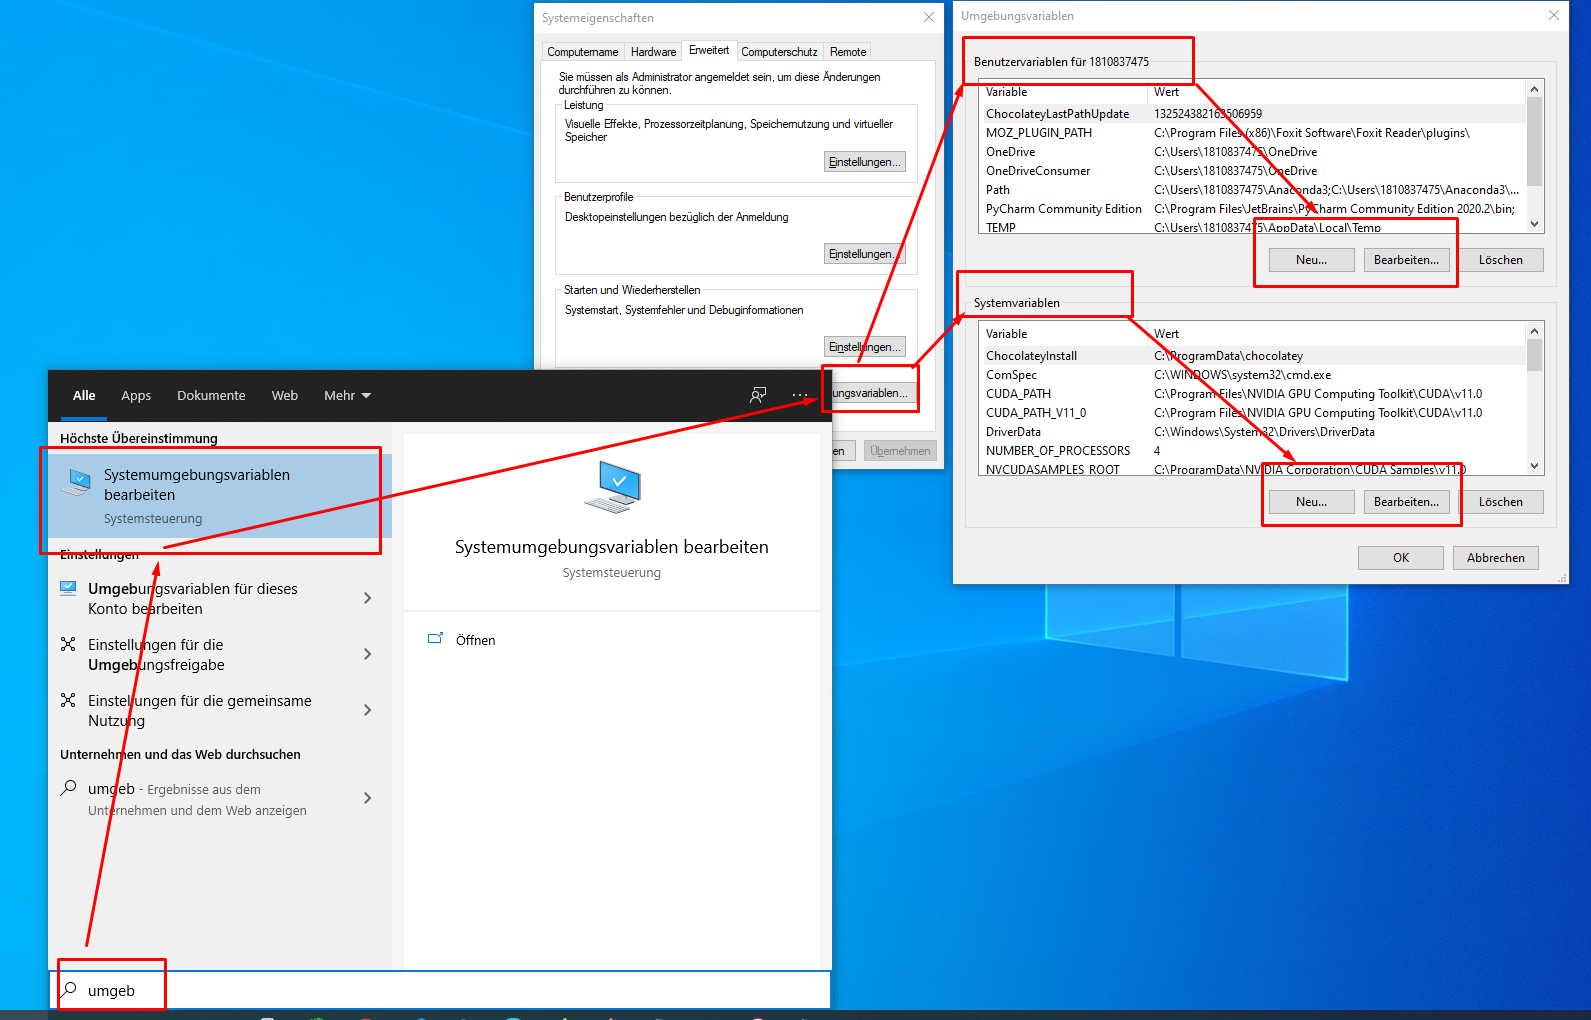 Systemeigenschaften
Computername Hardware Erweitert Computerschutz Remote
Sie müssen als Administrator angemeldet sein, um diese Änderungen
durchführen zu können.
Leistung
Visuelle Effekte, Prozessorzeitplanung, Speichernutzung und virtueller
Speicher
Einstellungen...
Benutzerprofile
Desktopeinstellungen bezüglich der Anmeldung
Einstellungen...
Starten und Wiederherstellen
Systemstart, Systemfehler und Debuginformationen
Einstellungen...
ungsvariablen...
en Übernehmen
Umgebungsvariablen
Benutzervariablen für 1810837475
Variable Wert
ChocolateyLastPathUpdate 132524382163506959
MOZ_PLUGIN_PATH C:\Program Files (x86)\Foxit Software\Foxit Reader\plugins\
OneDrive C:\Users\1810837475\OneDrive
OneDriveConsumer C:\Users\1810837475\OneDrive
Path C:\Users\1810837475\Anaconda3;C:\Users\1810837475\Anaconda3\...
PyCharm Community Edition C:\Program Files\JetBrains\PyCharm Community Edition 2020.2\bin;
TEMP C:\Users\1810837475\AppData\Local\Temp
Neu... Bearbeiten... Löschen
Systemvariablen
Variable Wert
ChocolateyInstall C:\ProgramData\chocolatey
ComSpec C:\WINDOWS\system32\cmd.exe
CUDA_PATH C:\Program Files\NVIDIA GPU Computing Toolkit\CUDA\v11.0
CUDA_PATH_V11_0 C:\Program Files\NVIDIA GPU Computing Toolkit\CUDA\v11.0
DriverData C:\Windows\System32\Drivers\DriverData
NUMBER_OF_PROCESSORS 4
NVCUDASAMPLES_ROOT C:\ProgramData\NVIDIA Corporation\CUDA Samples\v11.0
Neu... Bearbeiten... Löschen
OK Abbrechen
Alle Apps Dokumente Web Mehr
Höchste Übereinstimmung
Systemumgebungsvariablen
bearbeiten
Systemsteuerung
Einstellungen
Umgebungsvariablen für dieses
Konto bearbeiten
Einstellungen für die
Umgebungsfreigabe
Einstellungen für die gemeinsame
Nutzung
Unternehmen und das Web durchsuchen
umgeb - Ergebnisse aus dem
Unternehmen und dem Web anzeigen
Systemumgebungsvariablen bearbeiten
Systemsteuerung
Öffnen
umgeb